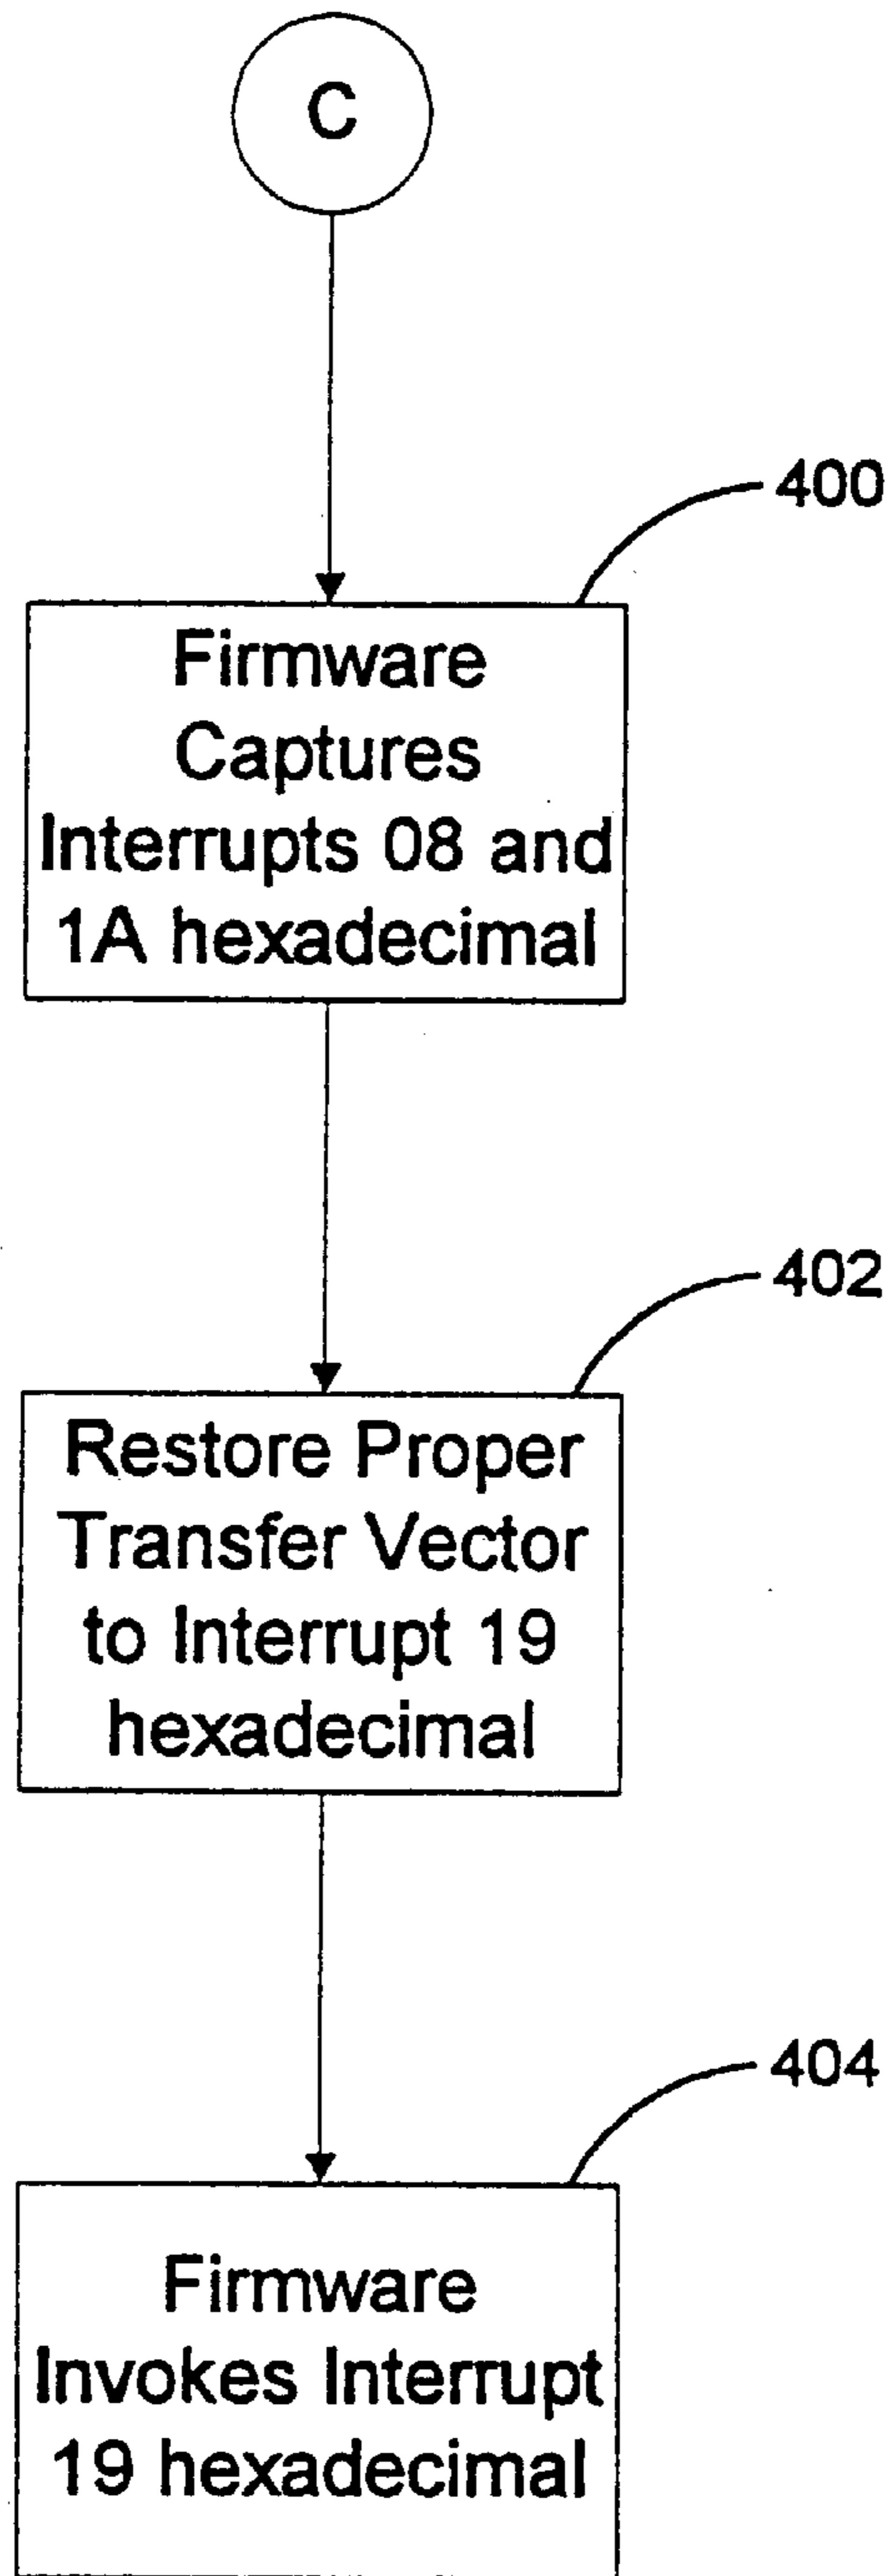 C
400
Firmware
Captures
Interrupts 08 and
1A hexadecimal
402
Restore Proper
Transfer Vector
to Interrupt 19
hexadecimal
404
Firmware
Invokes Interrupt
19 hexadecimal